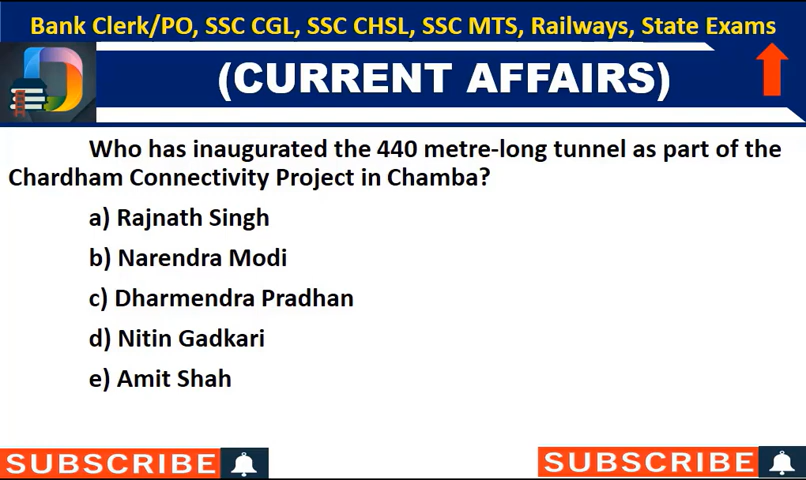 Bank Clerk/PO, SSC CGL, SSC CHSL, SSC MTS, Railways, State Exams
(CURRENT AFFAIRS)
Who has inaugurated the 440 metre-long tunnel as part of the
Chardham Connectivity Project in Chamba?
a) Rajnath Singh
b) Narendra Modi
c) Dharmendra Pradhan
d) Nitin Gadkari
e) Amit Shah
SUBSCRIBE
SUBSCRIBE